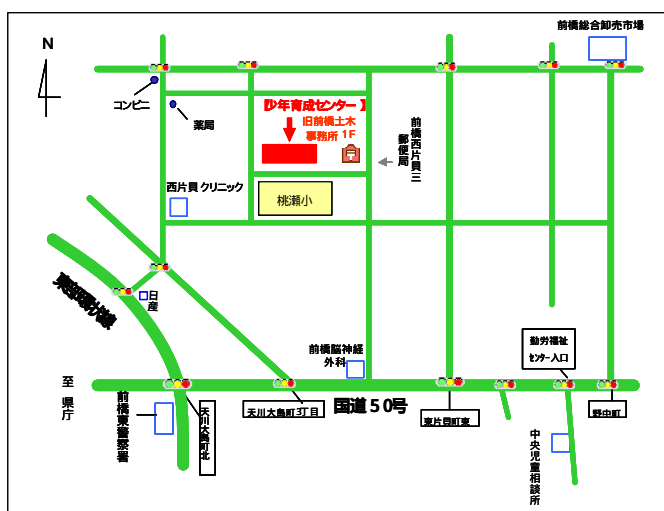 前橋総合卸売市場
N
コンビニ
薬局
【少年育成センター】
旧前橋土木
事務所 1F
前橋西片貝三
郵便局
西片貝クリニック
桃瀬小
東部環状線
日産
前橋脳神経
外科
勤労福祉
センター入口
至 県庁
国道50号
前橋東警察署
天川大島町北
天川大島町3丁目
東片貝町東
野中町
中央児童相談所